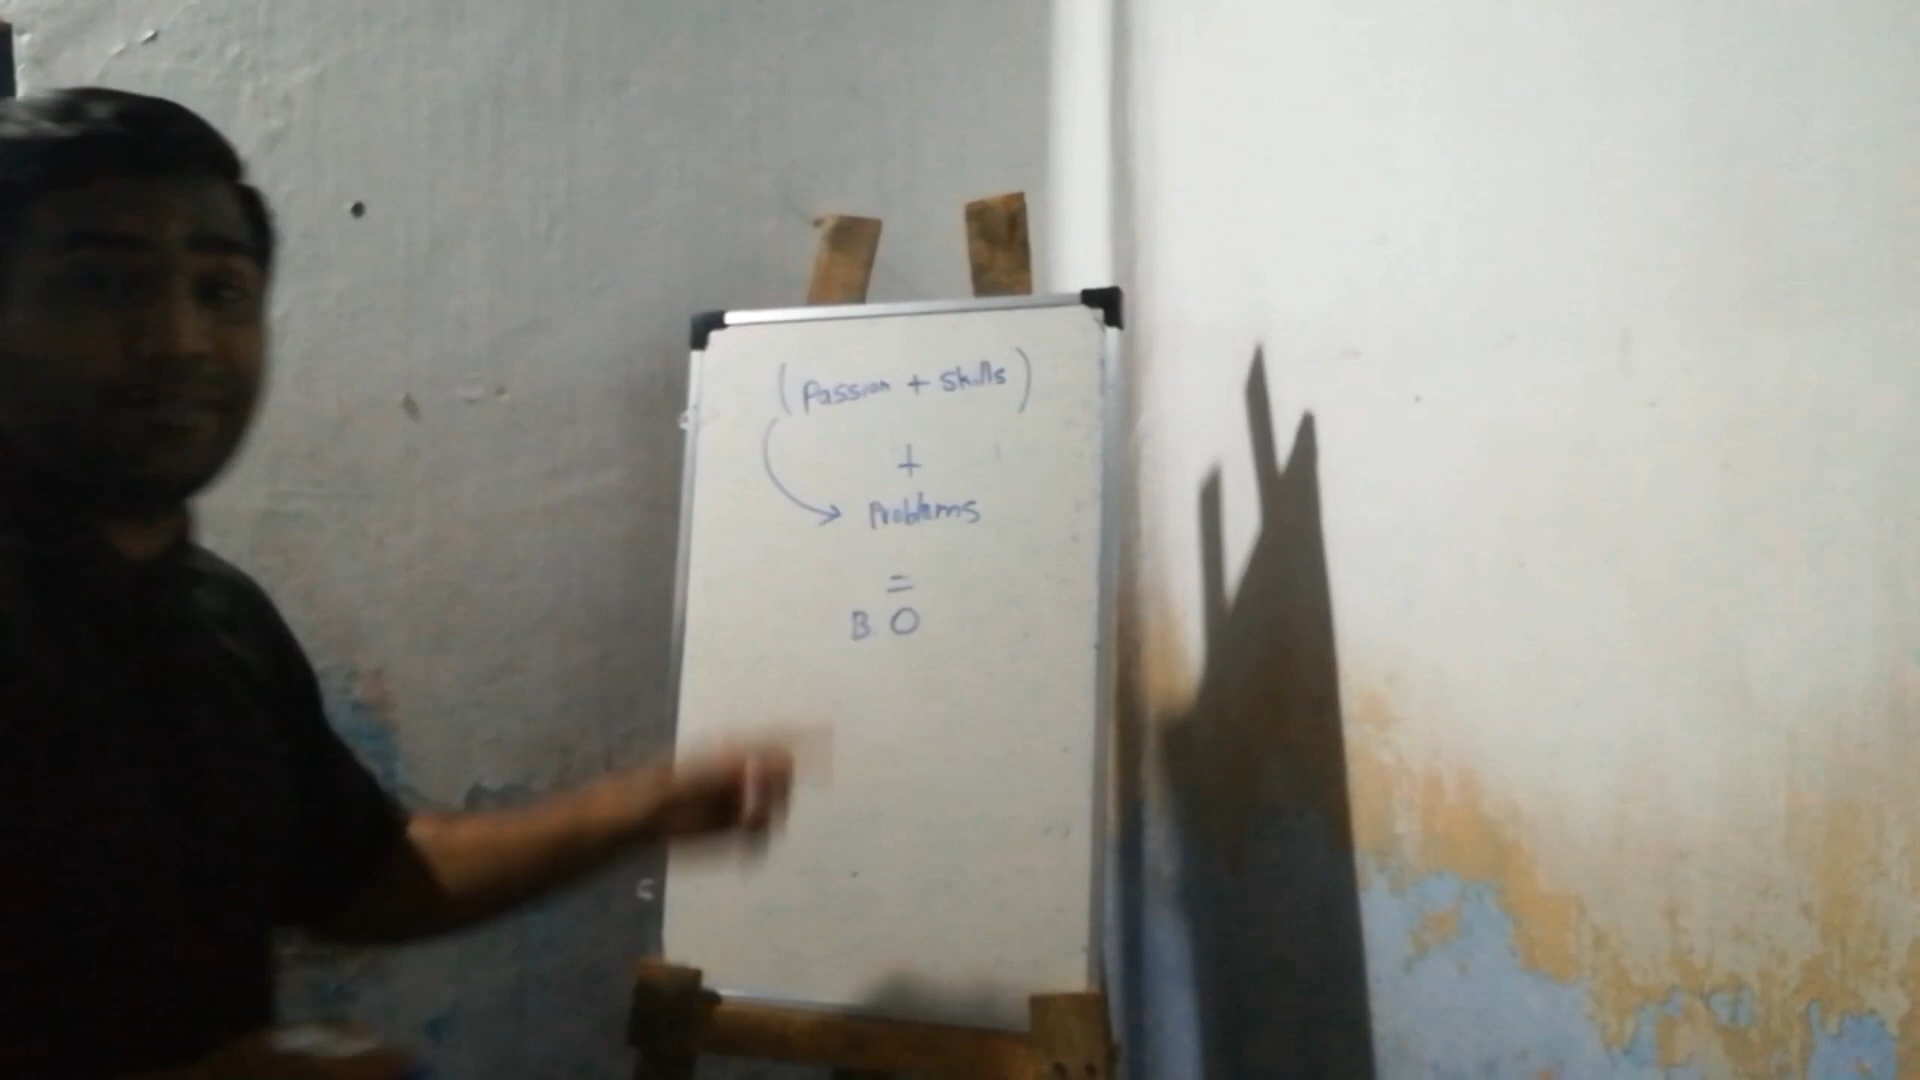 (Passion + Skills)
+
Problems
=
B. O